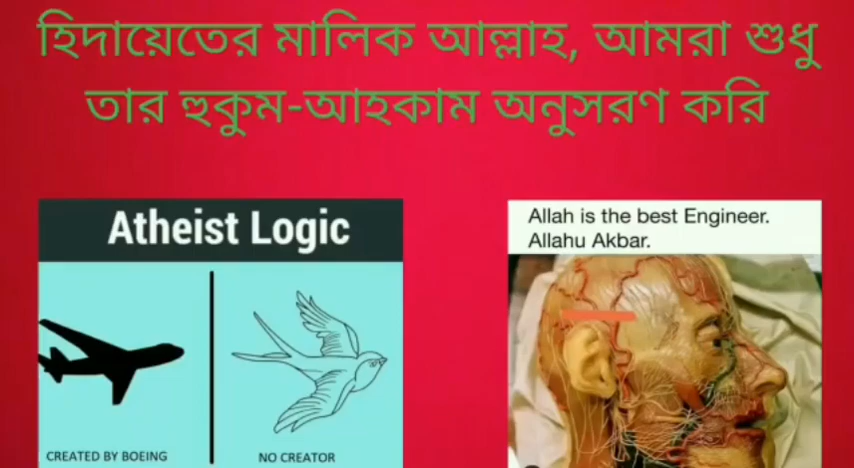 হিদায়েতের মালিক আল্লাহ, আমরা শুধু
তার হুকুম-আহকাম অনুসরণ করি
Atheist Logic
CREATED BY BOEING
NO CREATOR
Allah is the best Engineer.
Allahu Akbar.